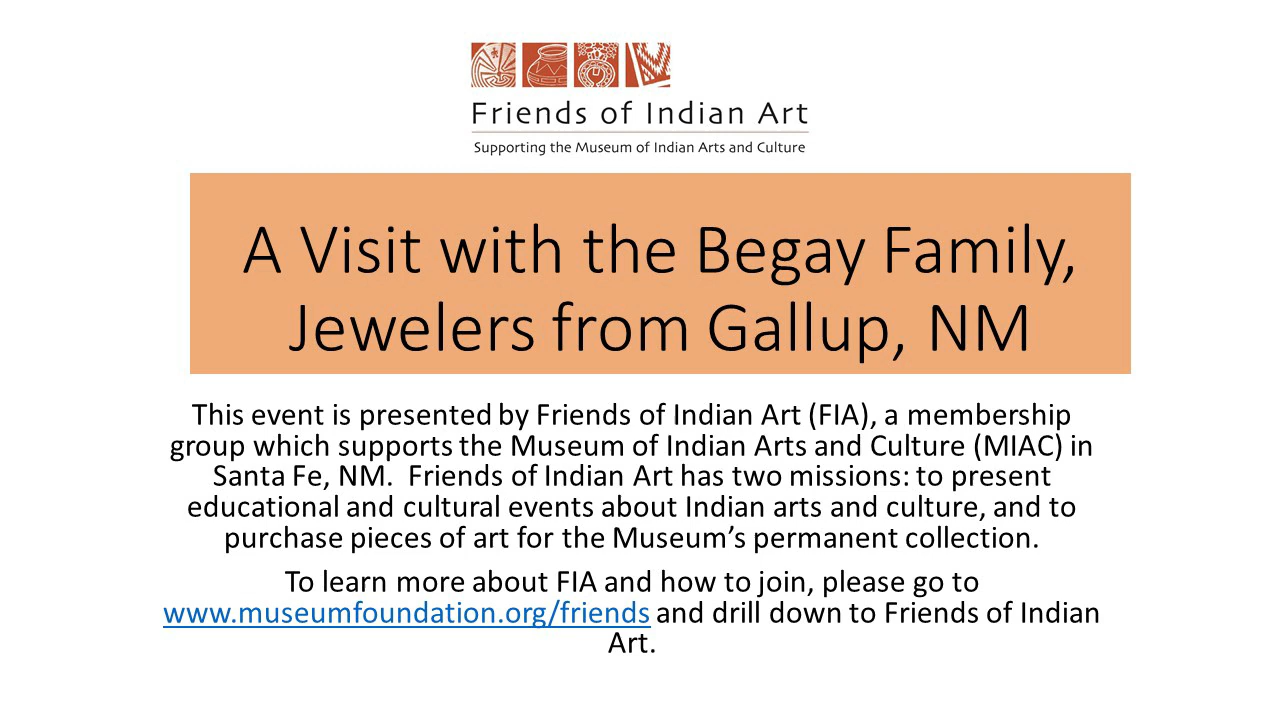 Friends of Indian Art
Supporting the Museum of Indian Arts and Culture
A Visit with the Begay Family,
Jewelers from Gallup, NM
This event is presented by Friends of Indian Art (FIA), a membership
group which supports the Museum of Indian Arts and Culture (MIAC) in
Santa Fe, NM.  Friends of Indian Art has two missions: to present
educational and cultural events about Indian arts and culture, and to
purchase pieces of art for the Museum’s permanent collection.
To learn more about FIA and how to join, please go to
www.museumfoundation.org/friends and drill down to Friends of Indian
Art.